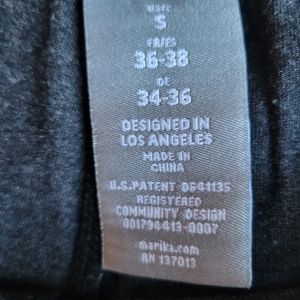 S
FR/ES
36-38
DE
34-36
DESIGNED IN
LOS ANGELES
MADE IN
CHINA
U.S.PATENT D641135
REGISTERED
COMMUNITY DESIGN
001794413-0007
marika.com
RN 137013